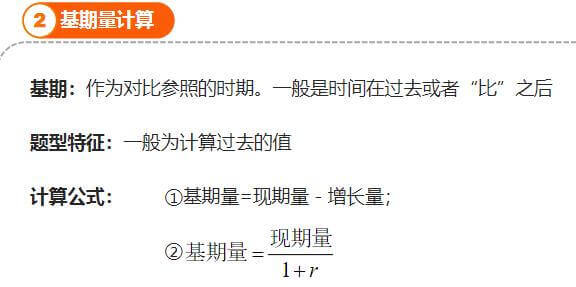 2 基期量计算
基期：作为对比参照的时期。一般是时间在过去或者“比”之后
题型特征：一般为计算过去的值
计算公式： ①基期量=现期量 - 增长量；
②基期量=现期量/(1+r)